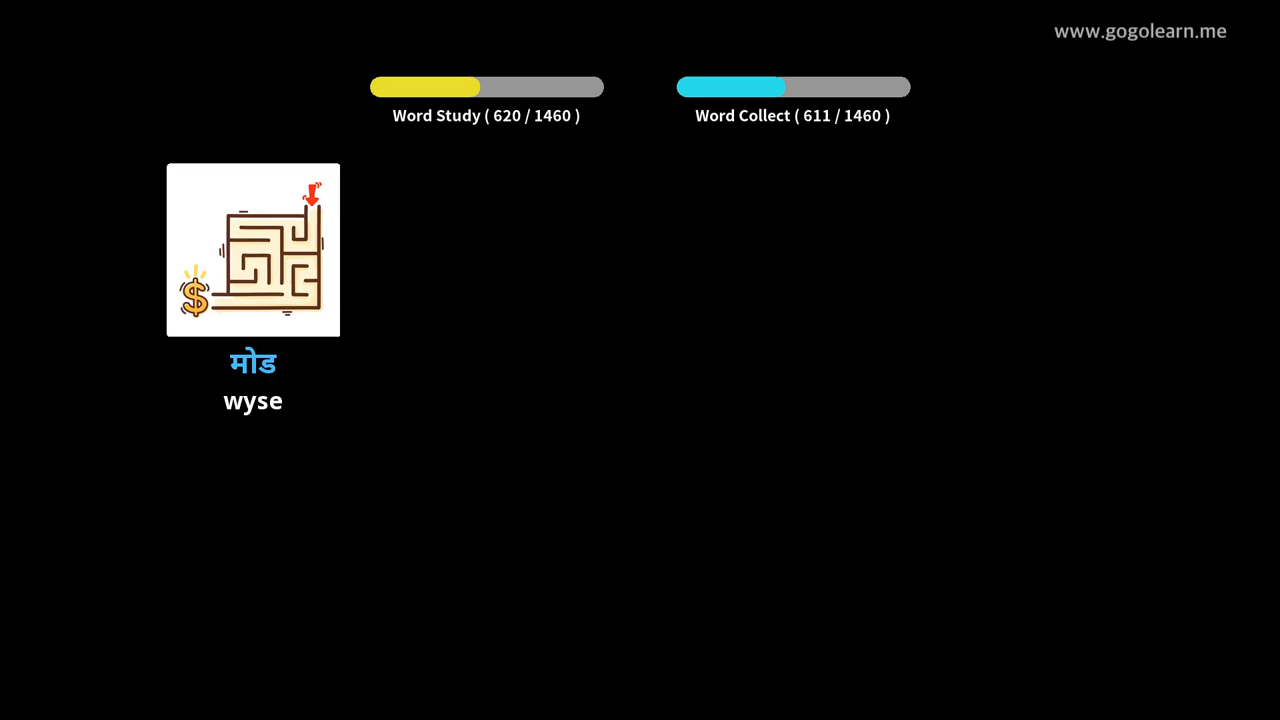 www.gogolearn.me
Word Study ( 620 / 1460 )
Word Collect ( 611 / 1460 )
$
मोड
wyse